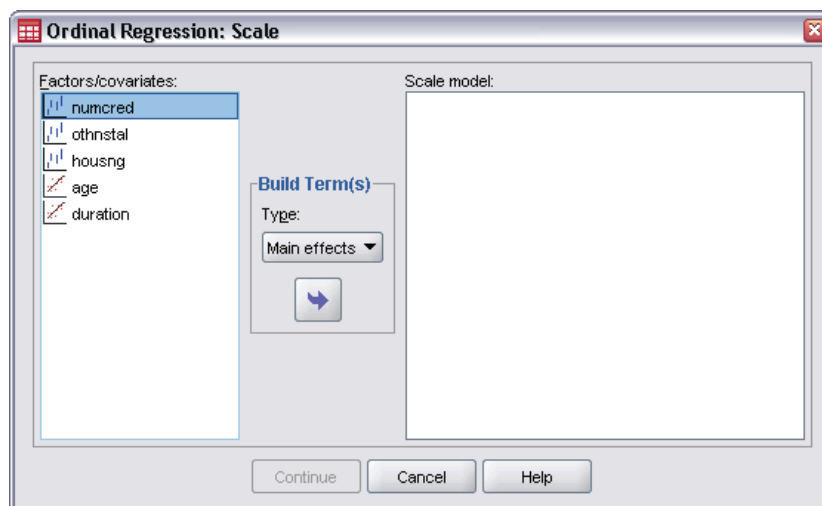 Ordinal Regression: Scale
Factors/covariates:
numcred
othnstal
housng
age
duration
Build Term(s)
Type:
Main effects
Scale model:
Continue
Cancel
Help